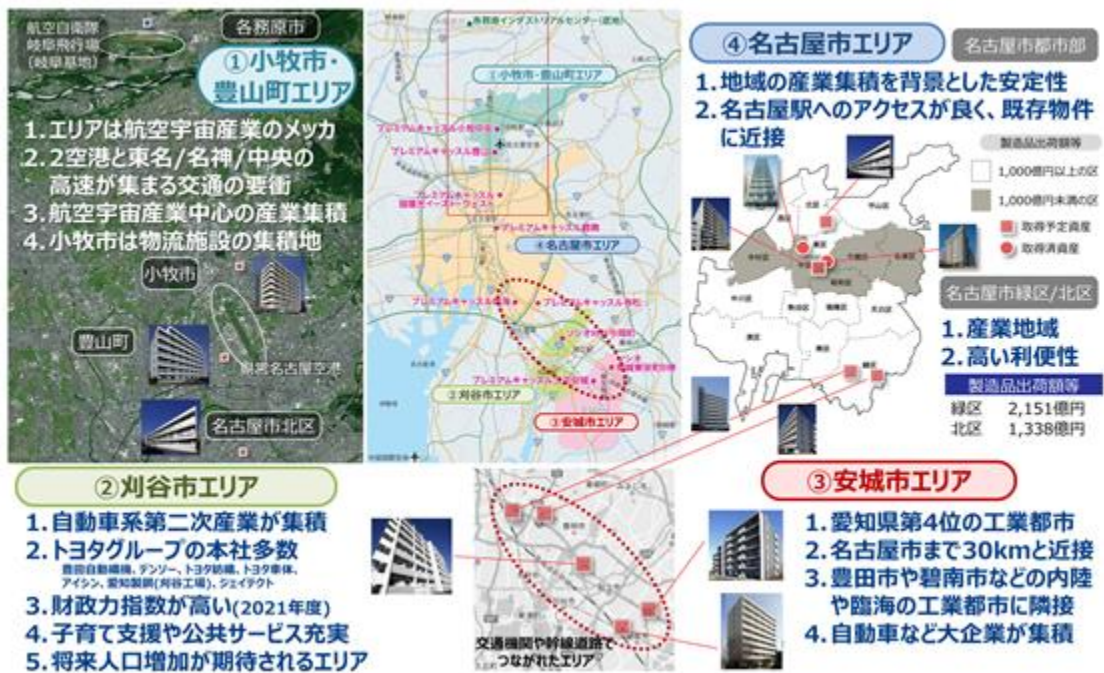 航空自衛隊
岐阜飛行場
(岐阜基地)
各務原市
①小牧市・
豊山町エリア
1. エリアは航空宇宙産業のメッカ
2. 2空港と東名/名神/中央の
高速が集まる交通の要衝
3. 航空宇宙産業中心の産業集積
4. 小牧市は物流施設の集積地
小牧市
豊山町
県営名古屋空港
名古屋市北区
①小牧市・豊山町エリア
④名古屋市エリア
②刈谷市エリア
③安城市エリア
④名古屋市エリア
名古屋市都市部
1. 地域の産業集積を背景とした安定性
2. 名古屋駅へのアクセスが良く、既存物件
に近接
製造品出荷額等
1,000億円以上の区
1,000億円未満の区
取得予定資産
取得済資産
名古屋市緑区/北区
1. 産業地域
2. 高い利便性
製造品出荷額等
緑区 2,151億円
北区 1,338億円
②刈谷市エリア
1. 自動車系第二次産業が集積
2. トヨタグループの本社多数
豊田自動織機、デンソー、トヨタ紡織、トヨタ車体、
アイシン、愛知製鋼(刈谷工場)、ジェイテクト
3. 財政力指数が高い(2021年度)
4. 子育て支援や公共サービス充実
5. 将来人口増加が期待されるエリア
交通機関や幹線道路で
つながれたエリア
③安城市エリア
1. 愛知県第4位の工業都市
2. 名古屋市まで30kmと近接
3. 豊田市や碧南市などの内陸
や臨海の工業都市に隣接
4. 自動車など大企業が集積